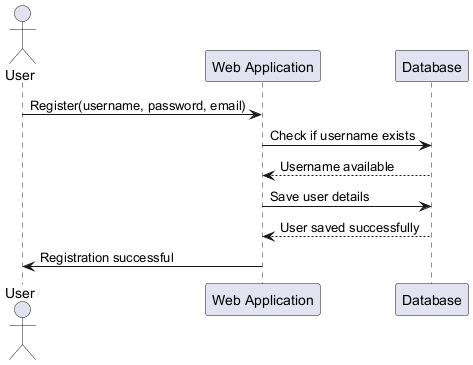 User
Web Application
Database
Register(username, password, email)
Check if username exists
Username available
Save user details
User saved successfully
Registration successful
User
Web Application
Database